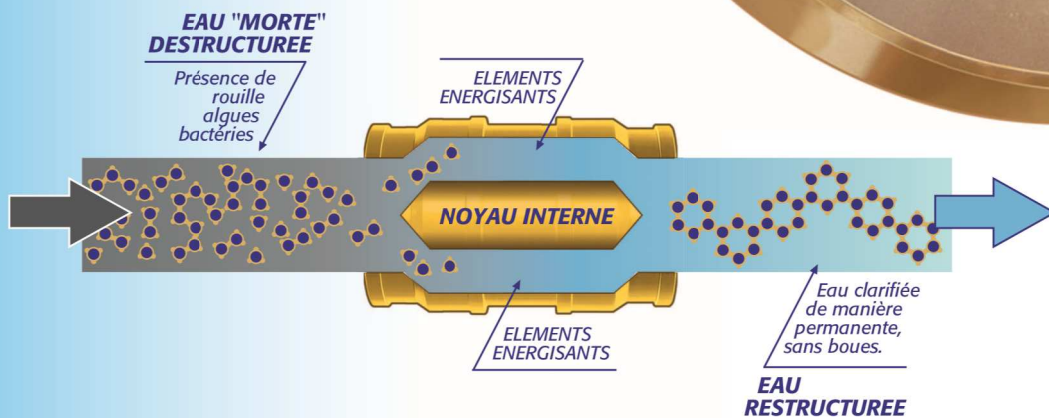 EAU "MORTE"
DESTRUCTUREE
Présence de
rouille
algues
bactéries
ELEMENTS
ENERGISANTS
NOYAU INTERNE
ELEMENTS
ENERGISANTS
Eau clarifiée
de manière
permanente,
sans boues.
EAU
RESTRUCTUREE